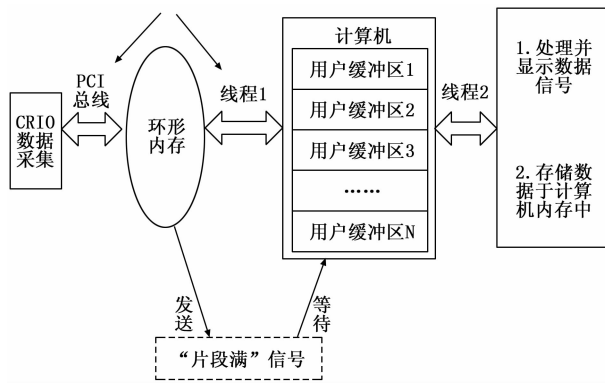 CRIO
数据
采集
PCI
总线
环形
内存
线程1
计算机
用户缓冲区1
用户缓冲区2
用户缓冲区3
……
用户缓冲区N
线程2
1.处理并
显示数据
信号
2.存储数
据于计算
机内存中
发送
等待
“片段满”信号